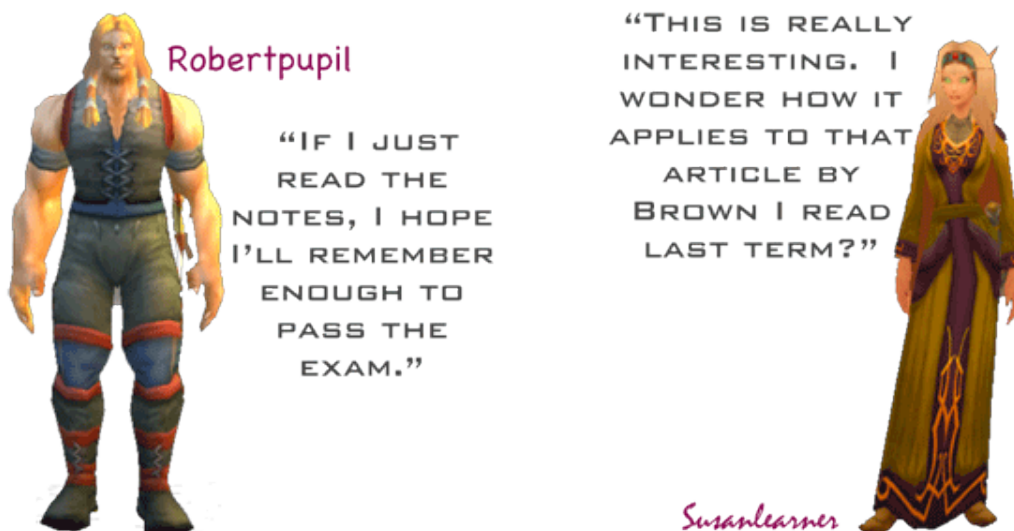 Robertpupil
“If I just
read the
notes, I hope
I’ll remember
enough to
pass the
exam.”
“This is really
interesting. I
wonder how it
applies to that
article by
Brown I read
last term?”
Susanlearner